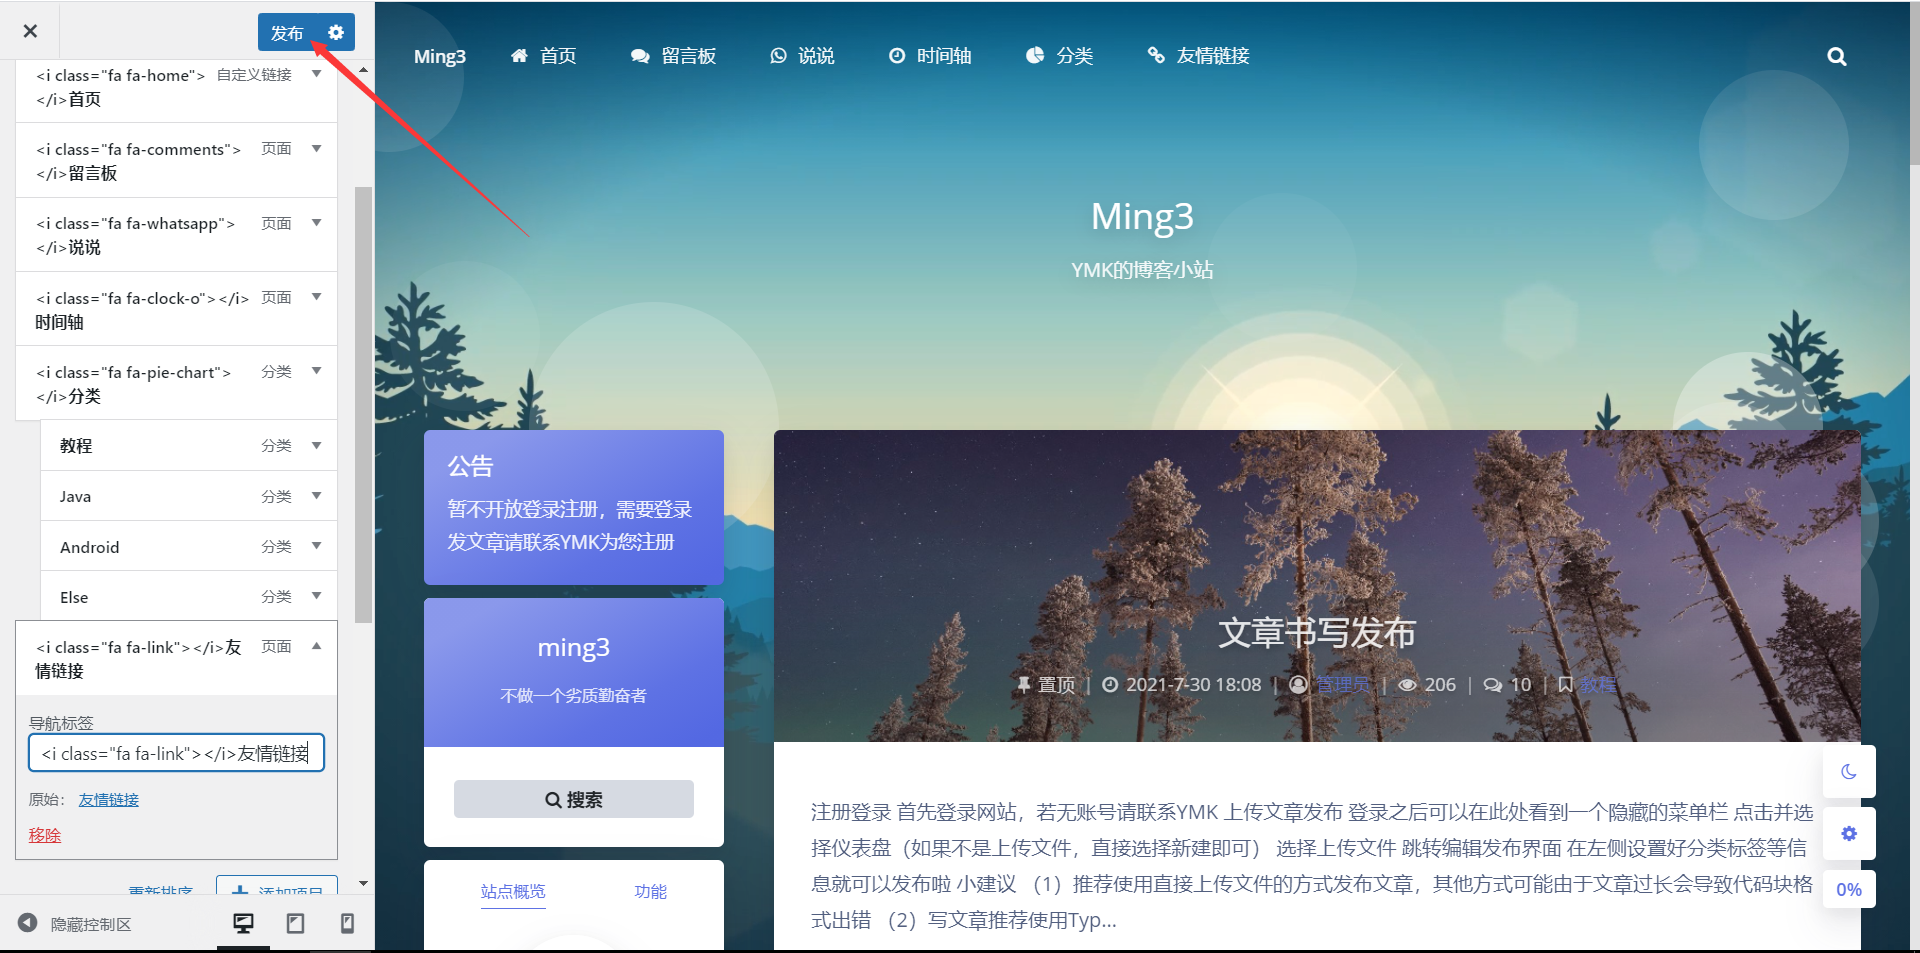 发布
<i class="fa fa-home"> 自定义链接
</i>首页
<i class="fa fa-comments"> 页面
</i>留言板
<i class="fa fa-whatsapp"> 页面
</i>说说
<i class="fa fa-clock-o"></i> 页面
时间轴
<i class="fa fa-pie-chart"> 分类
</i>分类
教程 分类
Java 分类
Android 分类
Else 分类
<i class="fa fa-link"></i>友 页面
情链接
导航标签
<i class="fa fa-link"></i>友情链接
原始： 友情链接
移除
重新排序 添加项目
隐藏控制区
Ming3 首页 留言板 说说 时间轴 分类 友情链接
Ming3
YMK的博客小站
公告
暂不开放登录注册，需要登录
发文章请联系YMK为您注册
ming3
不做一个劣质勤奋者
搜索
站点概览 功能
文章书写发布
置顶 | 2021-7-30 18:08 | 管理员 | 206 | 10 | 教程
注册登录 首先登录网站，若无账号请联系YMK 上传文章发布 登录之后可以在此处看到一个隐藏的菜单栏 点击并选
择仪表盘（如果不是上传文件，直接选择新建即可） 选择上传文件 跳转编辑发布界面 在左侧设置好分类标签等信
息就可以发布啦 小建议 （1）推荐使用直接上传文件的方式发布文章，其他方式可能由于文章过长会导致代码块格
式出错 （2）写文章推荐使用Typ...
0%